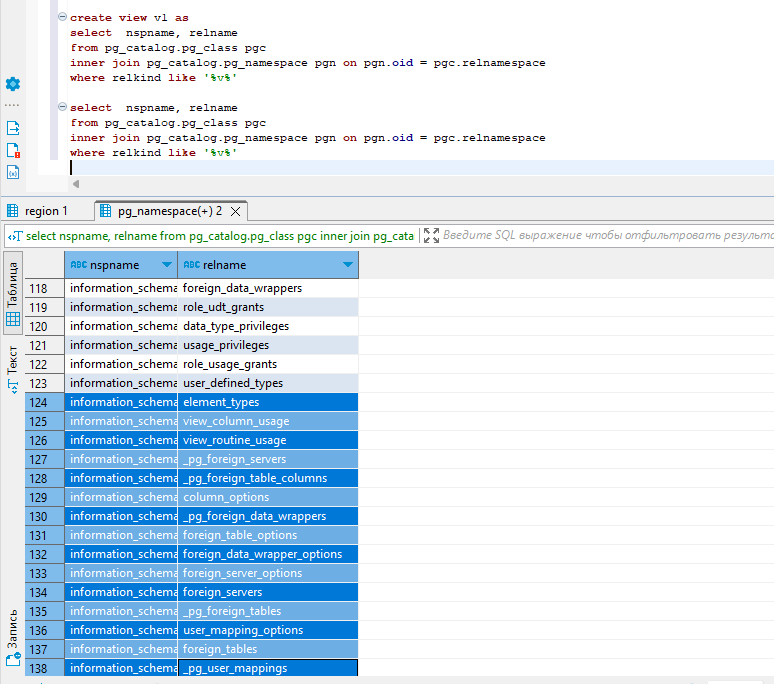 create view v1 as
select  nspname, relname
from pg_catalog.pg_class pgc
inner join pg_catalog.pg_namespace pgn on pgn.oid = pgc.relnamespace
where relkind like '%v%'
select  nspname, relname
from pg_catalog.pg_class pgc
inner join pg_catalog.pg_namespace pgn on pgn.oid = pgc.relnamespace
where relkind like '%v%'
region 1
pg_namespace(+) 2
select nspname, relname from pg_catalog.pg_class pgc inner join pg_cata
Введите SQL выражение чтобы отфильтровать результа
Таблица
Текст
Запись
ABC nspname ABC relname
118 information_schema foreign_data_wrappers
119 information_schema role_udt_grants
120 information_schema data_type_privileges
121 information_schema usage_privileges
122 information_schema role_usage_grants
123 information_schema user_defined_types
124 information_schema element_types
125 information_schema view_column_usage
126 information_schema view_routine_usage
127 information_schema _pg_foreign_servers
128 information_schema _pg_foreign_table_columns
129 information_schema column_options
130 information_schema _pg_foreign_data_wrappers
131 information_schema foreign_table_options
132 information_schema foreign_data_wrapper_options
133 information_schema foreign_server_options
134 information_schema foreign_servers
135 information_schema _pg_foreign_tables
136 information_schema user_mapping_options
137 information_schema foreign_tables
138 information_schema _pg_user_mappings